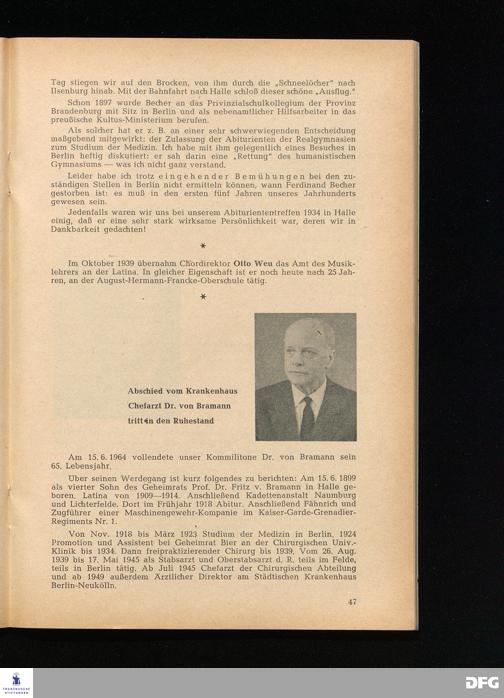 Tag stiegen wir auf den Brocken, von ihm durch die „Schneelöcher" nach
Ilsenburg hinab. Mit der Bahnfahrt nach Halle schloß dieser schöne „Ausflug."
Schon 1897 wurde Becher an das Privinzialschulkollegium der Provinz
Brandenburg mit Sitz in Berlin und als nebenamtlicher Hilfsarbeiter in das
preußische Kultus-Ministerium berufen.
Als solcher hat er z. B. an einer sehr schwerwiegenden Entscheidung
maßgebend mitgewirkt: der Zulassung der Abiturienten der Realgymnasien
zum Studium der Medizin. Ich habe mit ihm gelegentlich eines Besuches in
Berlin heftig diskutiert: er sah darin eine „Rettung" des humanistischen
Gymnasiums — was ich nicht ganz verstand.
Leider habe ich trotz eingehender Bemühungen bei den zu-
ständigen Stellen in Berlin nicht ermitteln können, wann Ferdinand Becher
gestorben ist: es muß in den ersten fünf Jahren unseres Jahrhunderts
gewesen sein.
Jedenfalls waren wir uns bei unserem Abituriententreffen 1934 in Halle
einig, daß er eine sehr stark wirksame Persönlichkeit war, deren wir in
Dankbarkeit gedachten!
*
Im Oktober 1939 übernahm Chordirektor Otto Weu das Amt des Musik-
lehrers an der Latina. In gleicher Eigenschaft ist er noch heute nach 25 Jah-
ren, an der August-Hermann-Francke-Oberschule tätig.
*
Abschied vom Krankenhaus
Chefarzt Dr. von Bramann
tritt in den Ruhestand
Am 15. 6. 1964 vollendete unser Kommilitone Dr. von Bramann sein
65. Lebensjahr.
Über seinen Werdegang ist kurz folgendes zu berichten: Am 15. 6. 1899
als vierter Sohn des Geheimrats Prof. Dr. Fritz v. Bramann in Halle ge-
boren. Latina von 1909—1914. Anschließend Kadettenanstalt Naumburg
und Lichterfelde. Dort im Frühjahr 1918 Abitur. Anschließend Fähnrich und
Zugführer einer Maschinengewehr-Kompanie im Kaiser-Garde-Grenadier-
Regiments Nr. 1.
Von Nov. 1918 bis März 1923 Studium der Medizin in Berlin, 1924
Promotion und Assistent bei Geheimrat Bier an der Chirurgischen Univ.-
Klinik bis 1934. Dann freipraktizierender Chirurg bis 1939. Vom 26. Aug.
1939 bis 17. Mai 1945 als Stabsarzt und Oberstabsarzt d. R. teils im Felde,
teils in Berlin tätig. Ab Juli 1945 Chefarzt der Chirurgischen Abteilung
und ab 1949 außerdem Ärztlicher Direktor am Städtischen Krankenhaus
Berlin-Neukölln.
47
FRANCKESCHE
STIFTUNGEN
DFG